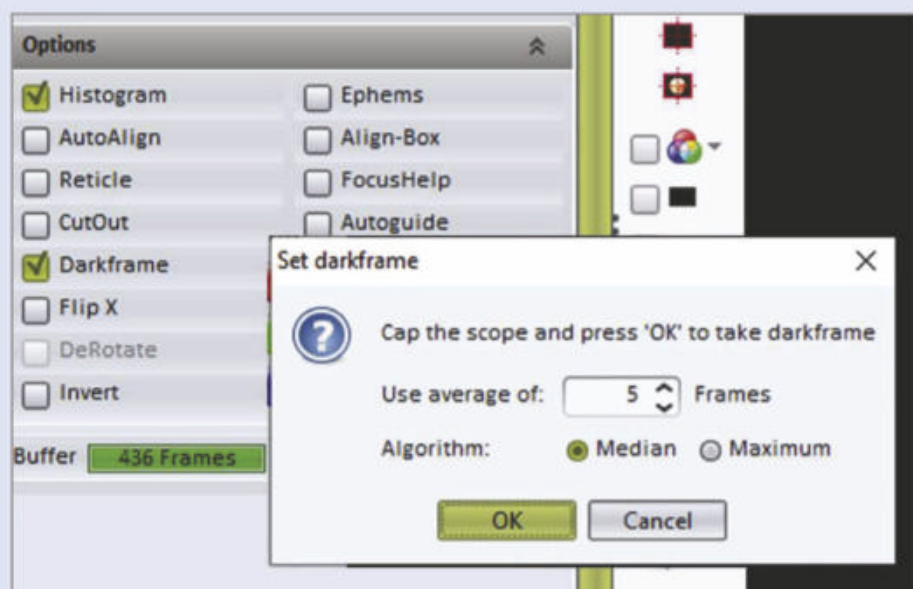 Options
Histogram
Ephems
AutoAlign
Align-Box
Reticle
FocusHelp
CutOut
Autoguide
Darkframe
Flip X
DeRotate
Invert
Buffer 436 Frames
Set darkframe
Cap the scope and press 'OK' to take darkframe
Use average of: 5 Frames
Algorithm: Median Maximum
OK Cancel